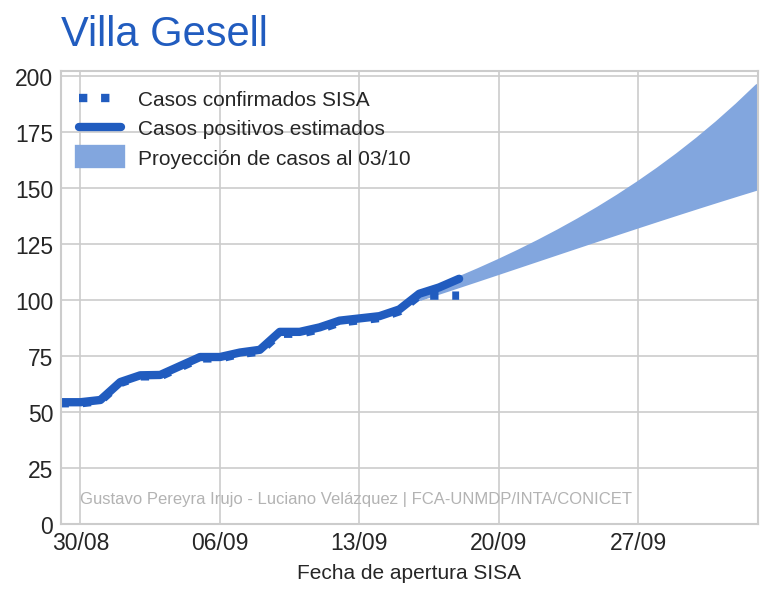 Villa Gesell
200
175
150
125
100
75
50
25
0
Casos confirmados SISA
Casos positivos estimados
Proyección de casos al 03/10
Gustavo Pereyra Irujo - Luciano Velázquez | FCA-UNMDP/INTA/CONICET
30/08 06/09 13/09 20/09 27/09
Fecha de apertura SISA